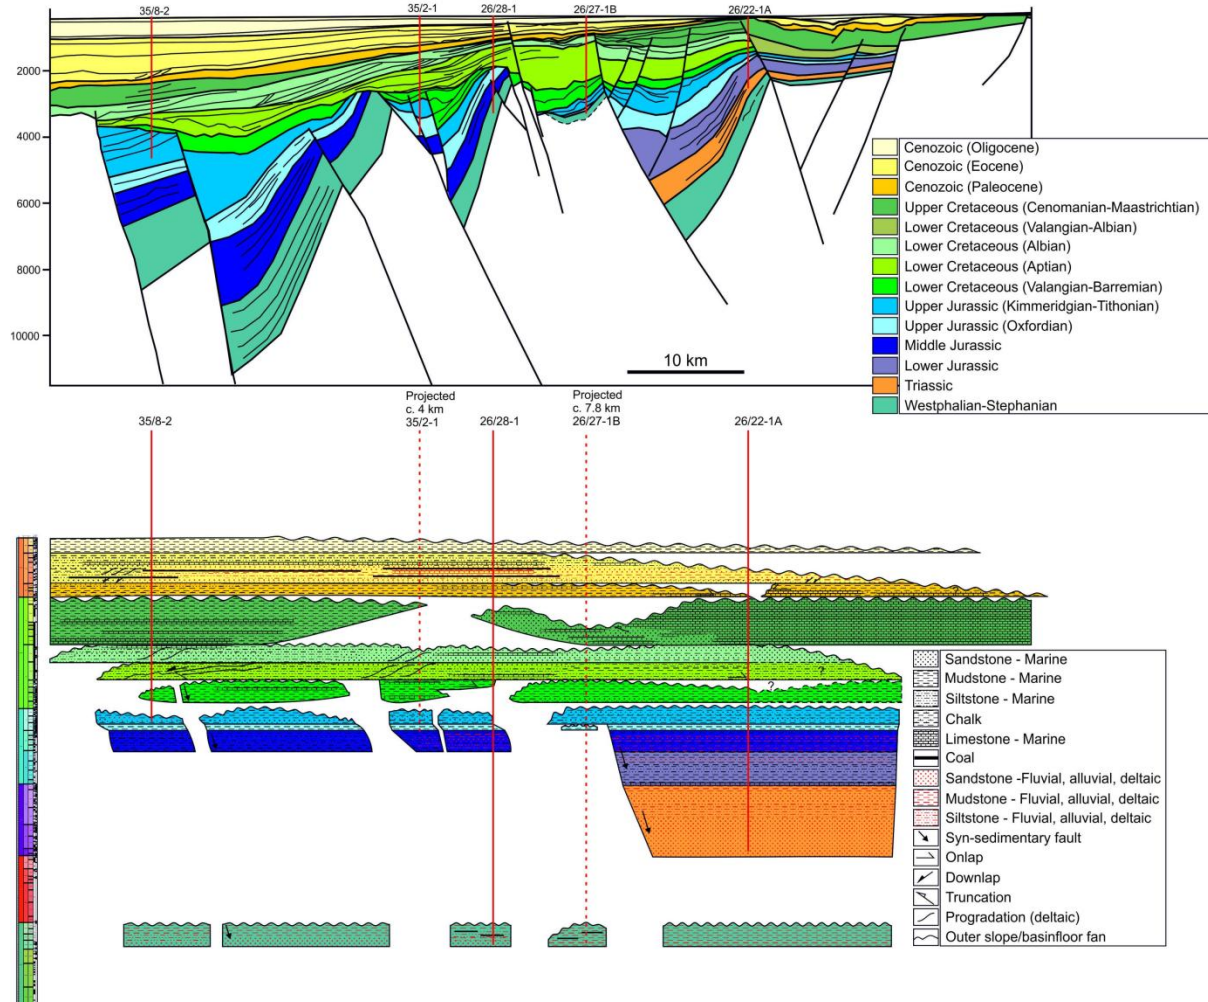 35/8-2
35/2-1
26/28-1
26/27-1B
26/22-1A
2000
4000
6000
8000
10000
Cenozoic (Oligocene)
Cenozoic (Eocene)
Cenozoic (Paleocene)
Upper Cretaceous (Cenomanian-Maastrichtian)
Lower Cretaceous (Valangian-Albian)
Lower Cretaceous (Albian)
Lower Cretaceous (Aptian)
Lower Cretaceous (Valangian-Barremian)
Upper Jurassic (Kimmeridgian-Tithonian)
Upper Jurassic (Oxfordian)
Middle Jurassic
Lower Jurassic
Triassic
Westphalian-Stephanian
10 km
35/8-2
Projected
c. 4 km
35/2-1
26/28-1
Projected
c. 7.8 km
26/27-1B
26/22-1A
?
?
Sandstone - Marine
Mudstone - Marine
Siltstone - Marine
Chalk
Limestone - Marine
Coal
Sandstone -Fluvial, alluvial, deltaic
Mudstone - Fluvial, alluvial, deltaic
Siltstone - Fluvial, alluvial, deltaic
Syn-sedimentary fault
Onlap
Downlap
Truncation
Progradation (deltaic)
Outer slope/basinfloor fan